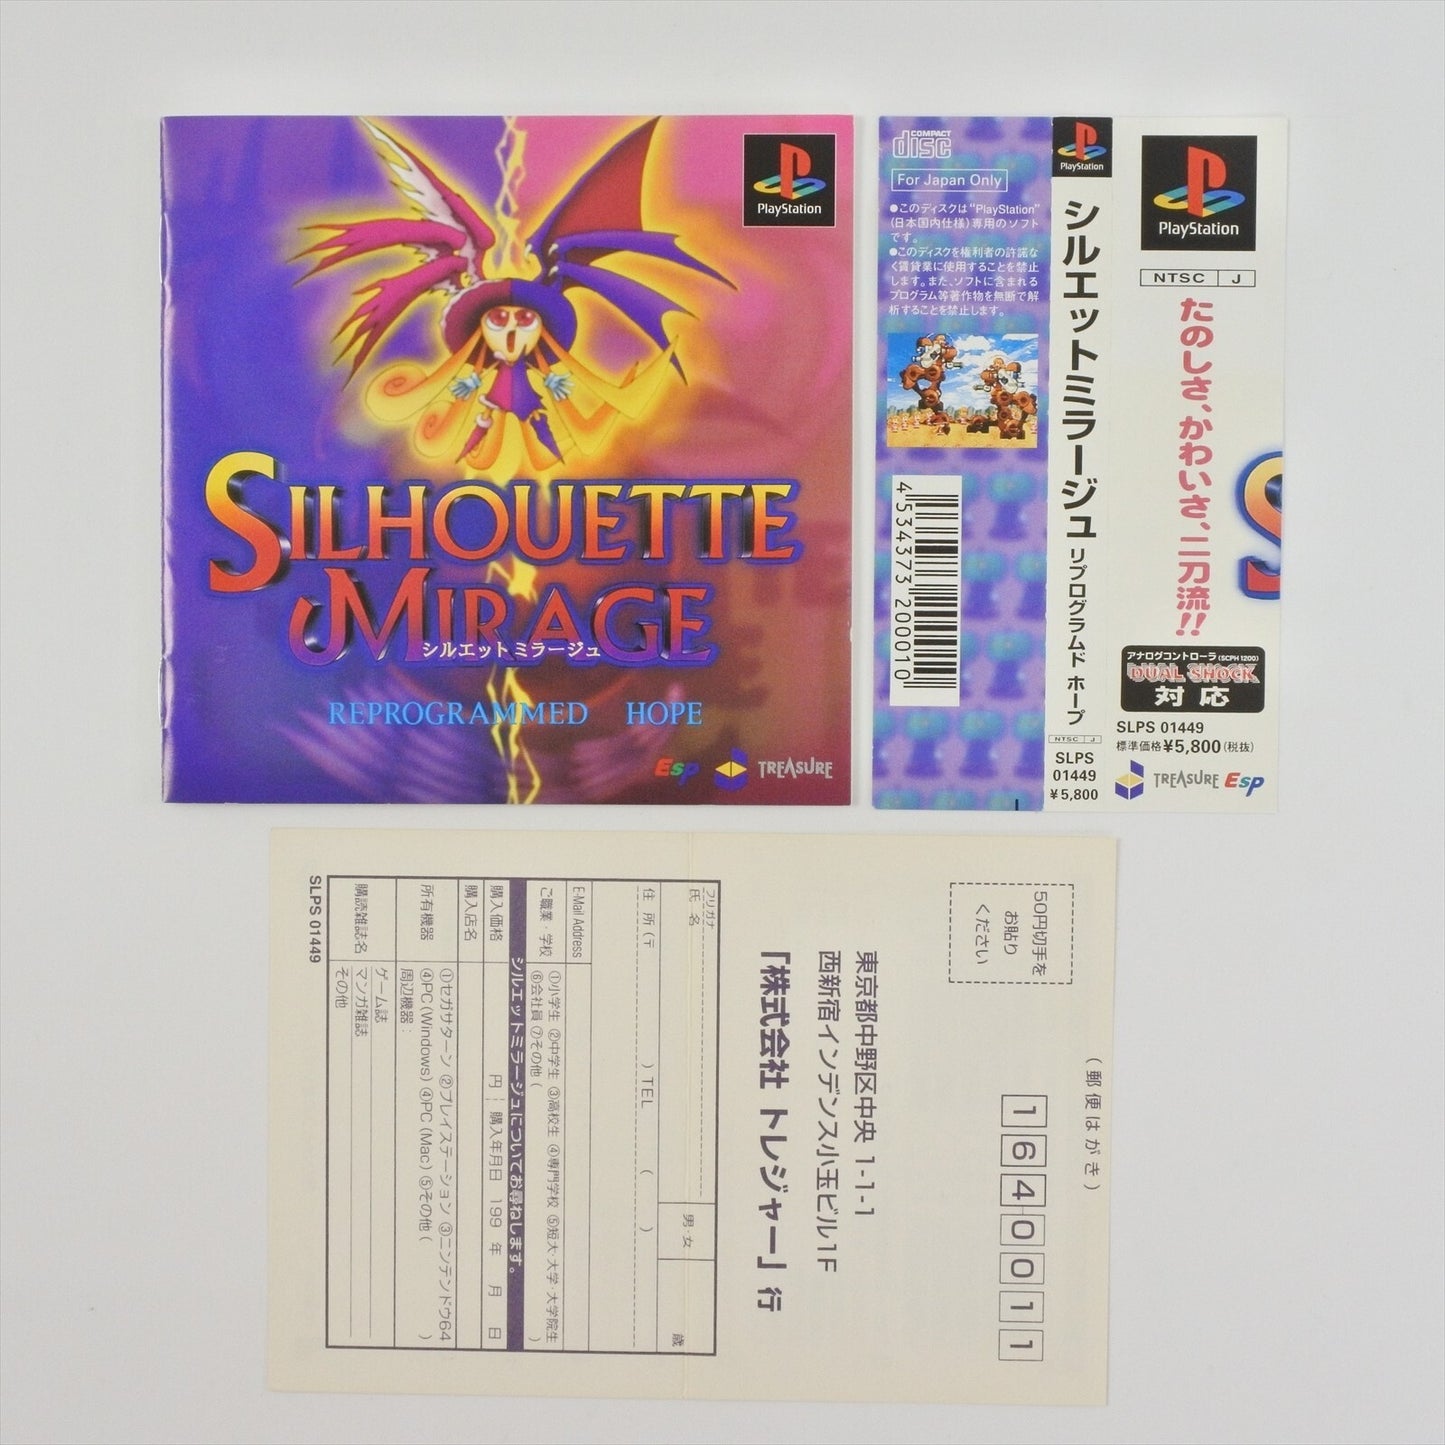 PlayStation
SILHOUETTE
MIRAGE
シルエットミラージュ
REPROGRAMMED HOPE
Esp
TREASURE
COMPACT
disc
For Japan Only
●このディスクは"PlayStation"
(日本国内仕様)専用のソフト
です。
●このディスクを権利者の許諾な
く賃貸業に使用することを禁止
します。また、ソフトに含まれる
プログラム等著作物を無断で解
析することを禁止します。
4 534373 200010
PlayStation
シルエットミラージュ リプログラムド ホープ
NTSC J
SLPS
01449
¥5,800
PlayStation
NTSC J
たのしさ、かわいさ、二刀流!!
S
アナログコントローラ(SCPH 1200)
DUAL SHOCK
対応
SLPS 01449
標準価格¥5,800(税抜)
TREASURE Esp
(郵便はがき)
1640011
50円切手を
お貼り
ください
東京都中野区中央 1-1-1
西新宿インデンス小玉ビル1F
「株式会社 トレジャー」行
フリガナ
氏 名
男・女
歳
住 所(〒 ) TEL ( )
E-Mail Address
ご職業・学校
①小学生 ②中学生 ③高校生 ④専門学校 ⑤短大・大学・大学院生
⑥会社員 ⑦その他( )
シルエットミラージュについてお尋ねします。
購入価格 円 購入年月日 199 年 月 日
購入店名
所有機器
①セガサターン ②プレイステーション ③ニンテンドウ64
④PC(Windows) ④PC(Mac) ⑤その他( )
周辺機器:
購読雑誌名
ゲーム誌
マンガ雑誌
その他
SLPS 01449